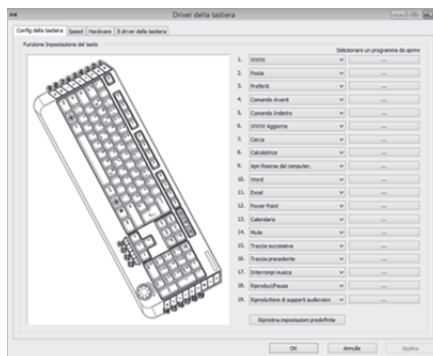 Driver della tastiera
Config della tastiera Speed Hardware Il driver della tastiera
Funzione Impostazione del tasto
Selezionare un programma da aprire
1. WWW ...
2. Posta ...
3. Preferiti ...
4. Comando Avanti ...
5. Comando Indietro ...
6. WWW Aggiorna ...
7. Cerca ...
8. Calcolatrice ...
9. Apri Risorse del computer. ...
10. Word ...
11. Excel ...
12. Power Point ...
13. Calendario ...
14. Mute ...
15. Traccia successiva ...
16. Traccia precedente ...
17. Interrompi musica ...
18. Riproduci/Pausa ...
19. Riproduttore di supporti audiovisivi ...
Ripristina impostazioni predefinite
OK Annulla Applica